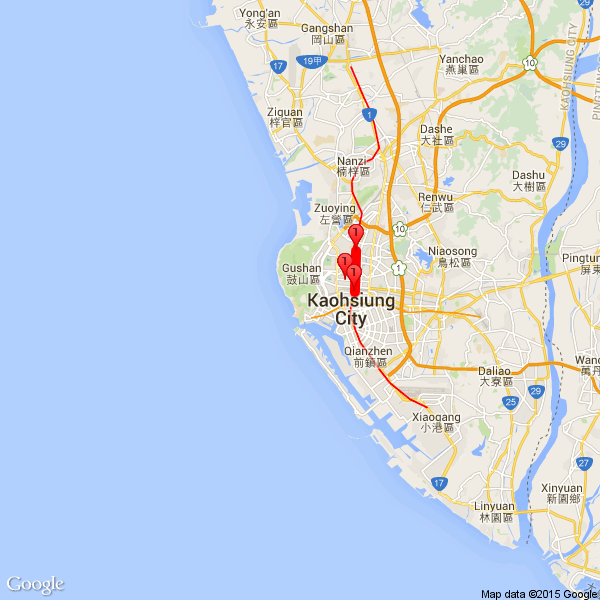 Yong'an
永安區
Gangshan
岡山區
17
19甲
Yanchao
燕巢區
10
KAOHSIUNG CITY
PINGTUNG
1
Ziguan
梓官區
Dashe
大社區
29
Nanzi
楠梓區
Dashu
大樹區
Renwu
仁武區
Zuoying
左營區
10
1
Niaosong
鳥松區
1
1
Gushan
鼓山區
1
Pingtun
屏東
Kaohsiung
City
Qianzhen
前鎮區
Daliao
大寮區
Wand
萬丹
29
25
Xiaogang
小港區
27
17
Xinyuan
新園鄉
Linyuan
林園區
Google
Map data ©2015 Google